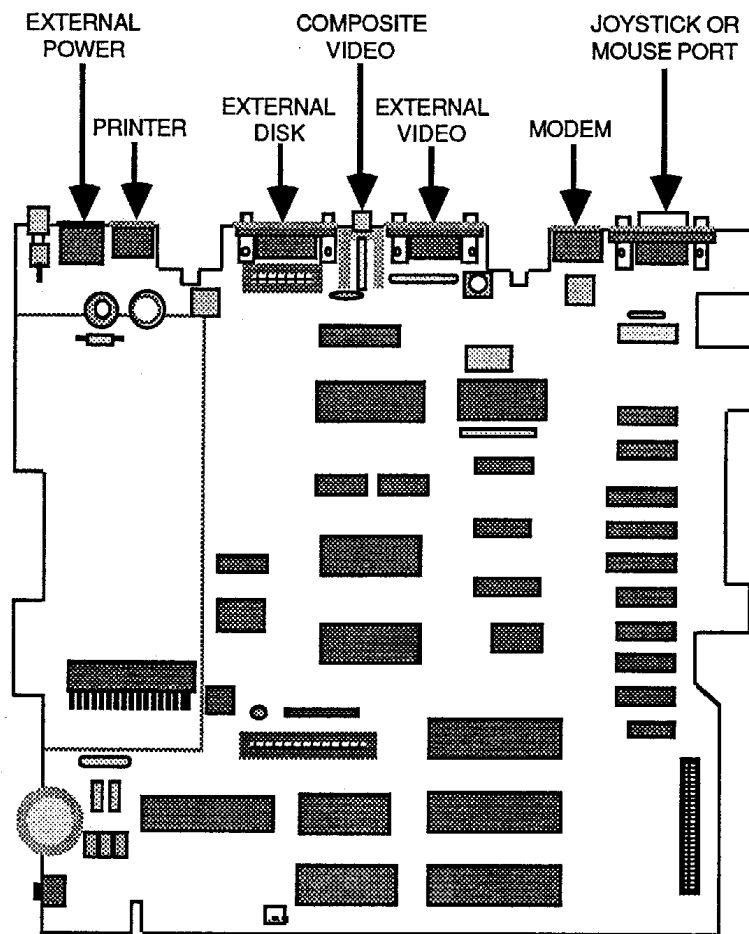 EXTERNAL
POWER
COMPOSITE
VIDEO
JOYSTICK OR
MOUSE PORT
PRINTER
EXTERNAL
DISK
EXTERNAL
VIDEO
MODEM